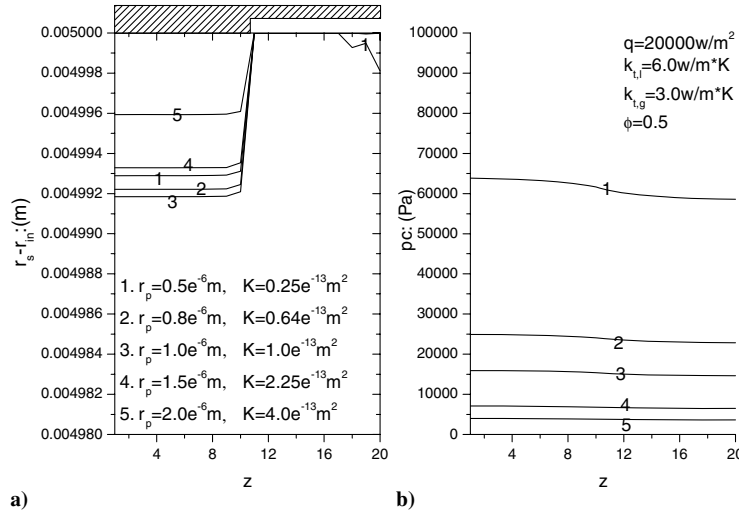 0.005000
0.004998
0.004996
0.004994
0.004992
0.004990
0.004988
0.004986
0.004984
0.004982
0.004980
r_s-r_in:(m)
1
5
4
1
2
3
1. r_p=0.5e^-6m, K=0.25e^-13m^2
2. r_p=0.8e^-6m, K=0.64e^-13m^2
3. r_p=1.0e^-6m, K=1.0e^-13m^2
4. r_p=1.5e^-6m, K=2.25e^-13m^2
5. r_p=2.0e^-6m, K=4.0e^-13m^2
4 8 12 16 20
z
a)
100000
90000
80000
70000
60000
50000
40000
30000
20000
10000
0
pc: (Pa)
q=20000w/m^2
k_t,l=6.0w/m*K
k_t,g=3.0w/m*K
ϕ=0.5
1
2
3
4
5
4 8 12 16 20
z
b)